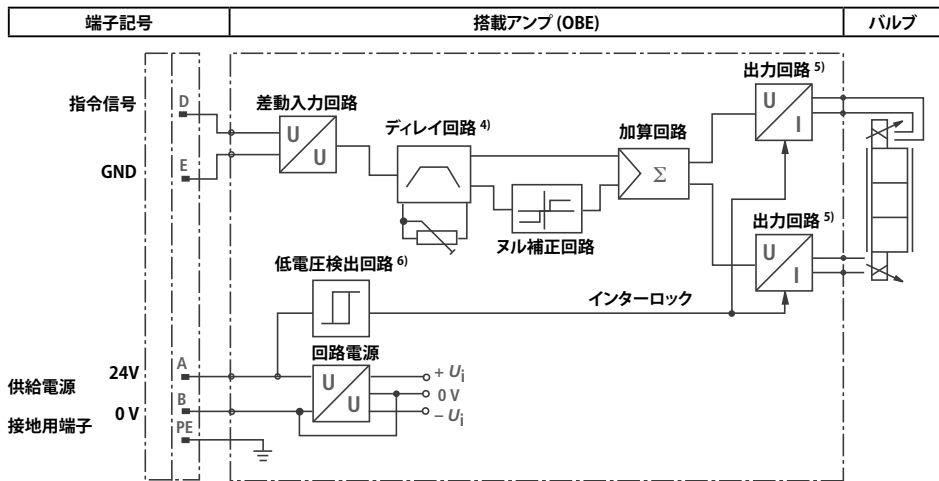 端子記号
搭載アンプ (OBE)
バルブ
指令信号
D
GND
E
差動入力回路
U
U
ディレイ回路 4)
ヌル補正回路
加算回路
Σ
出力回路 5)
U
I
出力回路 5)
U
I
低電圧検出回路 6)
インターロック
回路電源
U
U
+ Ui
0 V
– Ui
供給電源
24V
A
0 V
B
接地用端子
PE